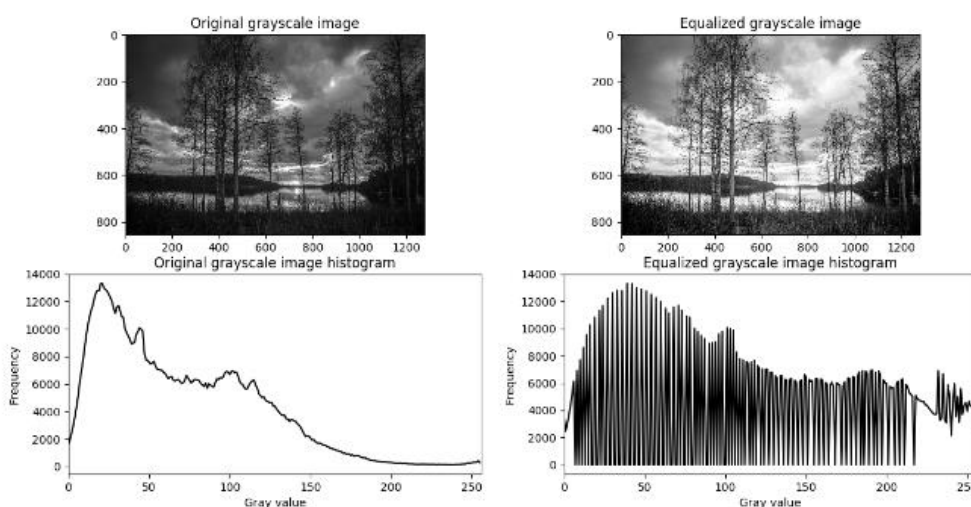 Original grayscale image
0
200
400
600
800
0 200 400 600 800 1000 1200
Equalized grayscale image
0
200
400
600
800
0 200 400 600 800 1000 1200
Original grayscale image histogram
14000
12000
10000
8000
6000
4000
2000
0
Frequency
0 50 100 150 200 250
Gray value
Equalized grayscale image histogram
14000
12000
10000
8000
6000
4000
2000
0
Frequency
0 50 100 150 200 250
Gray value